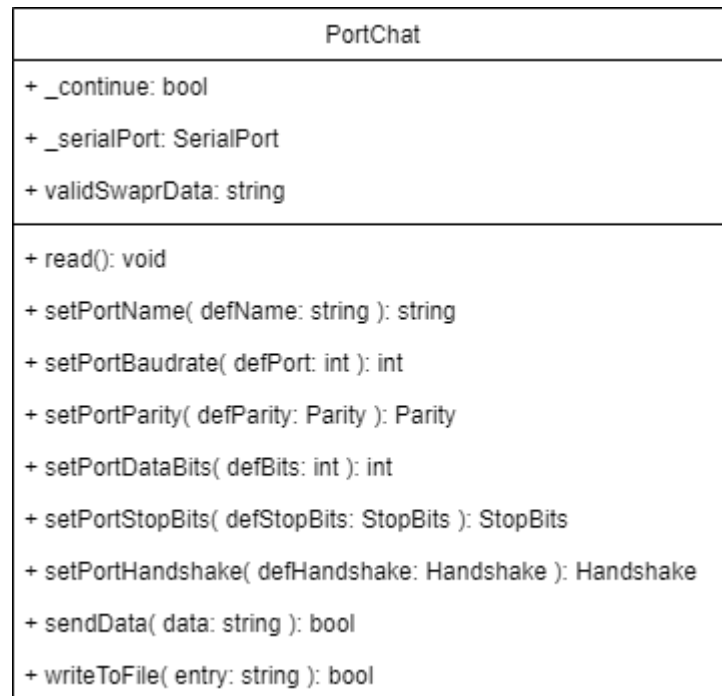 PortChat
+ _continue: bool
+ _serialPort: SerialPort
+ validSwaprData: string
+ read(): void
+ setPortName( defName: string ): string
+ setPortBaudrate( defPort: int ): int
+ setPortParity( defParity: Parity ): Parity
+ setPortDataBits( defBits: int ): int
+ setPortStopBits( defStopBits: StopBits ): StopBits
+ setPortHandshake( defHandshake: Handshake ): Handshake
+ sendData( data: string ): bool
+ writeToFile( entry: string ): bool